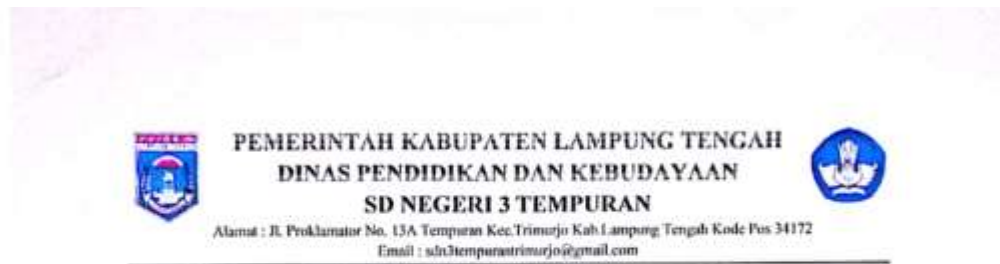 PEMERINTAH KABUPATEN LAMPUNG TENGAH
DINAS PENDIDIKAN DAN KEBUDAYAAN
SD NEGERI 3 TEMPURAN
Alamat : Jl. Proklamator No. 13A Tempuran Kec.Trimurjo Kab.Lampung Tengah Kode Pos 34172
Email : sdn3tempurantrimurjo@gmail.com